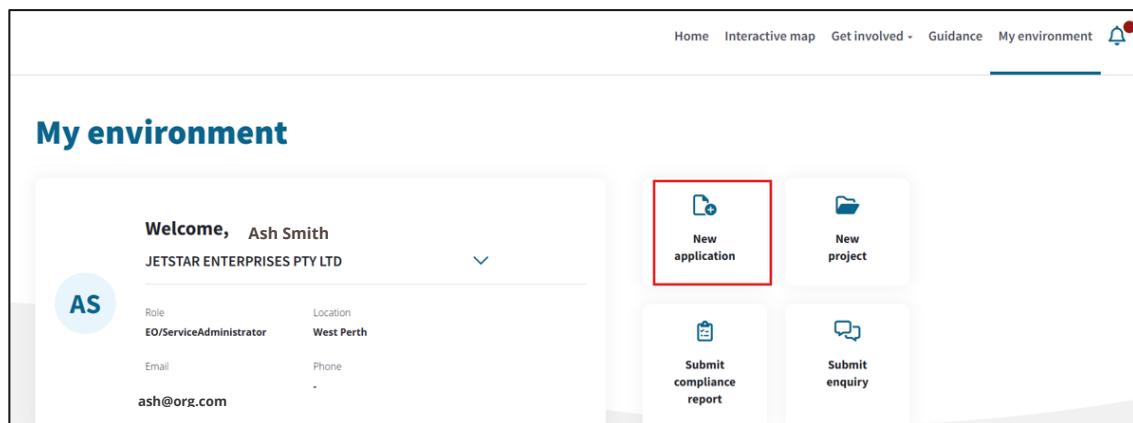 Home Interactive map Get involved Guidance My environment
My environment
Welcome, Ash Smith
JETSTAR ENTERPRISES PTY LTD
AS
Role Location
EO/ServiceAdministrator West Perth
Email Phone
ash@org.com -
New
application
New
project
Submit
compliance
report
Submit
enquiry